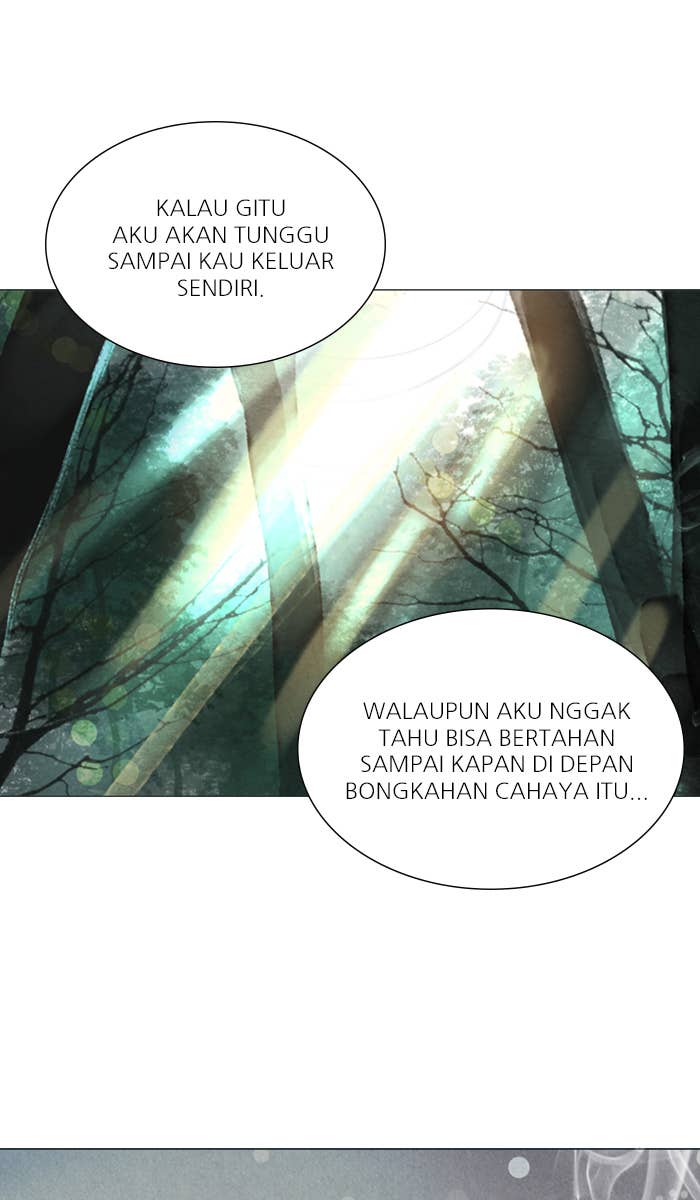 KALAU GITU
AKU AKAN TUNGGU
SAMPAI KAU KELUAR
SENDIRI.
WALAUPUN AKU NGGAK
TAHU BISA BERTAHAN
SAMPAI KAPAN DI DEPAN
BONGKAHAN CAHAYA ITU...